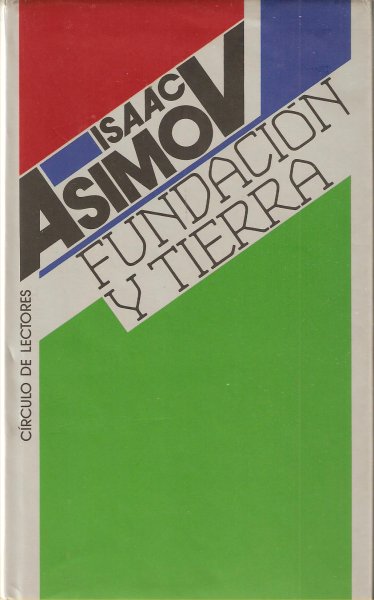 ISAAC
ASIMOV
FUNDACIÓN
Y TIERRA
CÍRCULO DE LECTORES